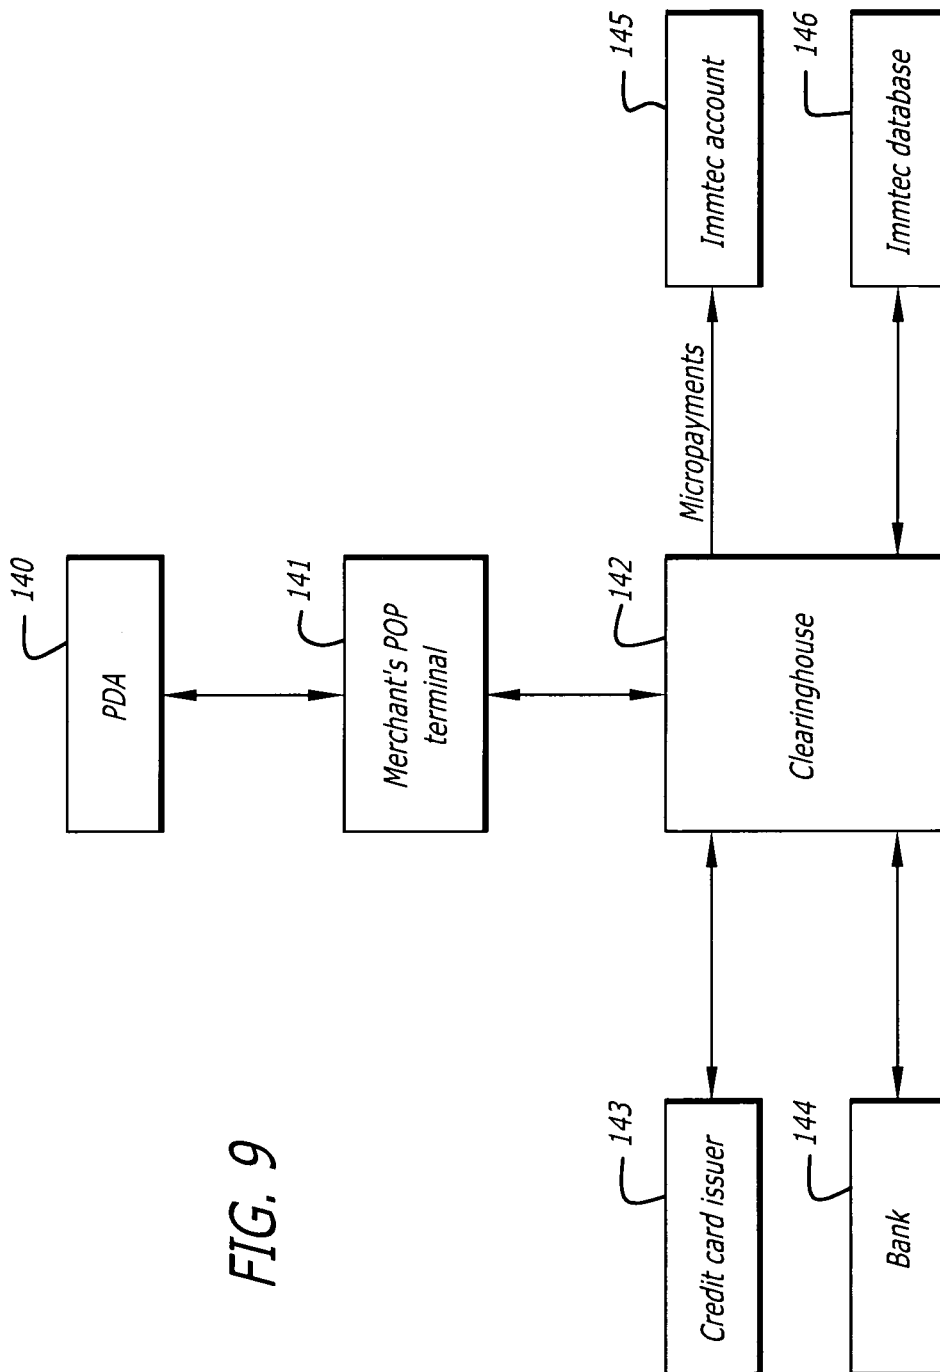 FIG. 9
140
PDA
141
Merchant's POP
terminal
142
Clearinghouse
143
Credit card issuer
144
Bank
Micropayments
145
Immtec account
146
Immtec database